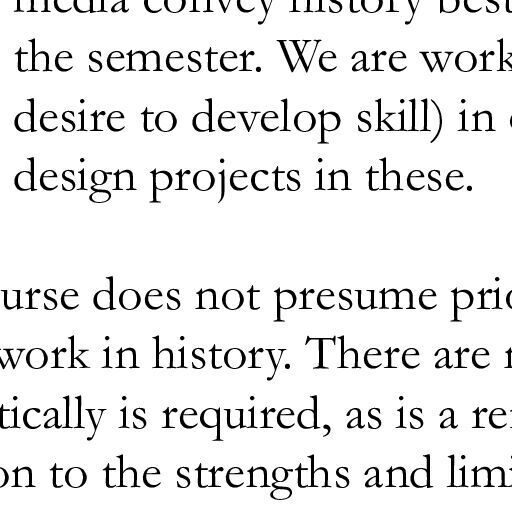 media convey history best
the semester. We are work
desire to develop skill) in
design projects in these.
urse does not presume prio
work in history. There are
tically is required, as is a re
on to the strengths and limi